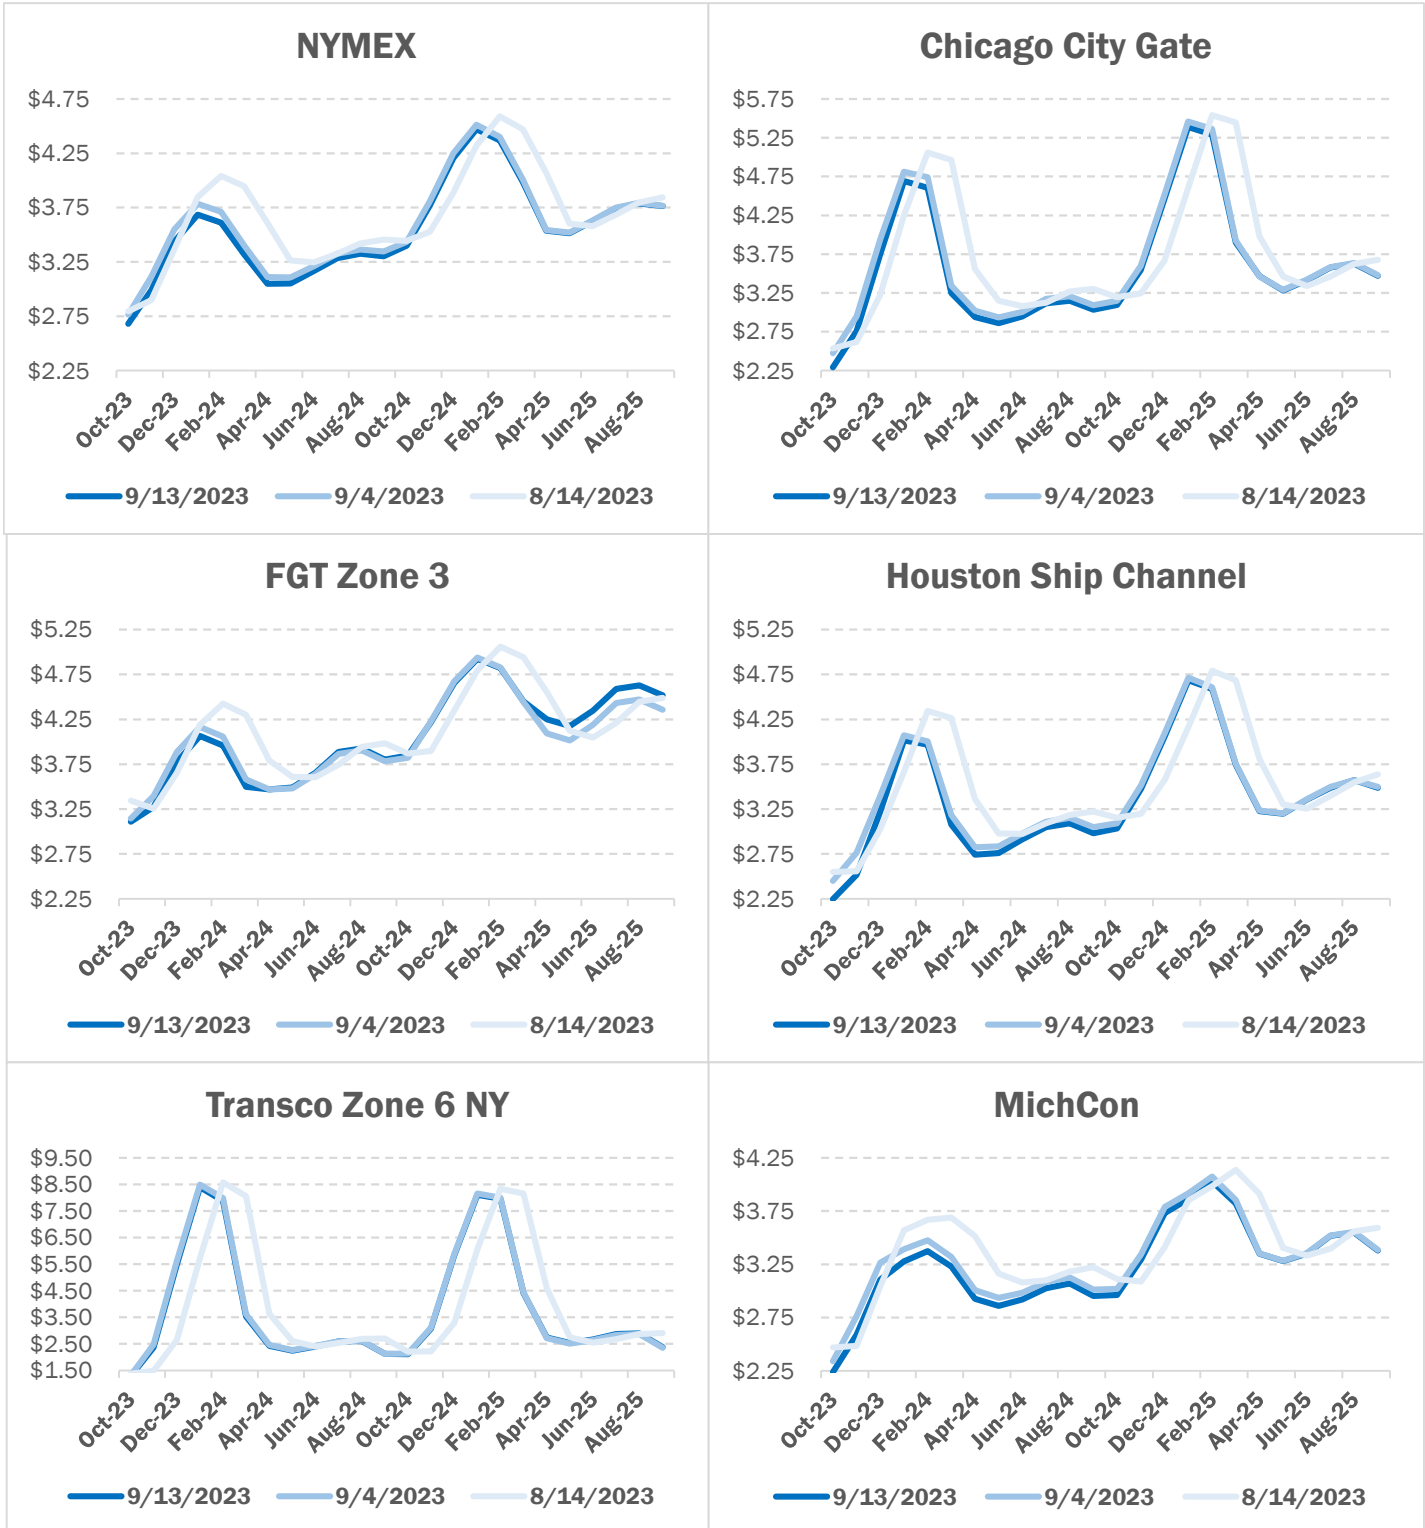 NYMEX
$4.75
$4.25
$3.75
$3.25
$2.75
$2.25
Oct-23 Dec-23 Feb-24 Apr-24 Jun-24 Aug-24 Oct-24 Dec-24 Feb-25 Apr-25 Jun-25 Aug-25
9/13/2023 9/4/2023 8/14/2023
Chicago City Gate
$5.75
$5.25
$4.75
$4.25
$3.75
$3.25
$2.75
$2.25
Oct-23 Dec-23 Feb-24 Apr-24 Jun-24 Aug-24 Oct-24 Dec-24 Feb-25 Apr-25 Jun-25 Aug-25
9/13/2023 9/4/2023 8/14/2023
FGT Zone 3
$5.25
$4.75
$4.25
$3.75
$3.25
$2.75
$2.25
Oct-23 Dec-23 Feb-24 Apr-24 Jun-24 Aug-24 Oct-24 Dec-24 Feb-25 Apr-25 Jun-25 Aug-25
9/13/2023 9/4/2023 8/14/2023
Houston Ship Channel
$5.25
$4.75
$4.25
$3.75
$3.25
$2.75
$2.25
Oct-23 Dec-23 Feb-24 Apr-24 Jun-24 Aug-24 Oct-24 Dec-24 Feb-25 Apr-25 Jun-25 Aug-25
9/13/2023 9/4/2023 8/14/2023
Transco Zone 6 NY
$9.50
$8.50
$7.50
$6.50
$5.50
$4.50
$3.50
$2.50
$1.50
Oct-23 Dec-23 Feb-24 Apr-24 Jun-24 Aug-24 Oct-24 Dec-24 Feb-25 Apr-25 Jun-25 Aug-25
9/13/2023 9/4/2023 8/14/2023
MichCon
$4.25
$3.75
$3.25
$2.75
$2.25
Oct-23 Dec-23 Feb-24 Apr-24 Jun-24 Aug-24 Oct-24 Dec-24 Feb-25 Apr-25 Jun-25 Aug-25
9/13/2023 9/4/2023 8/14/2023